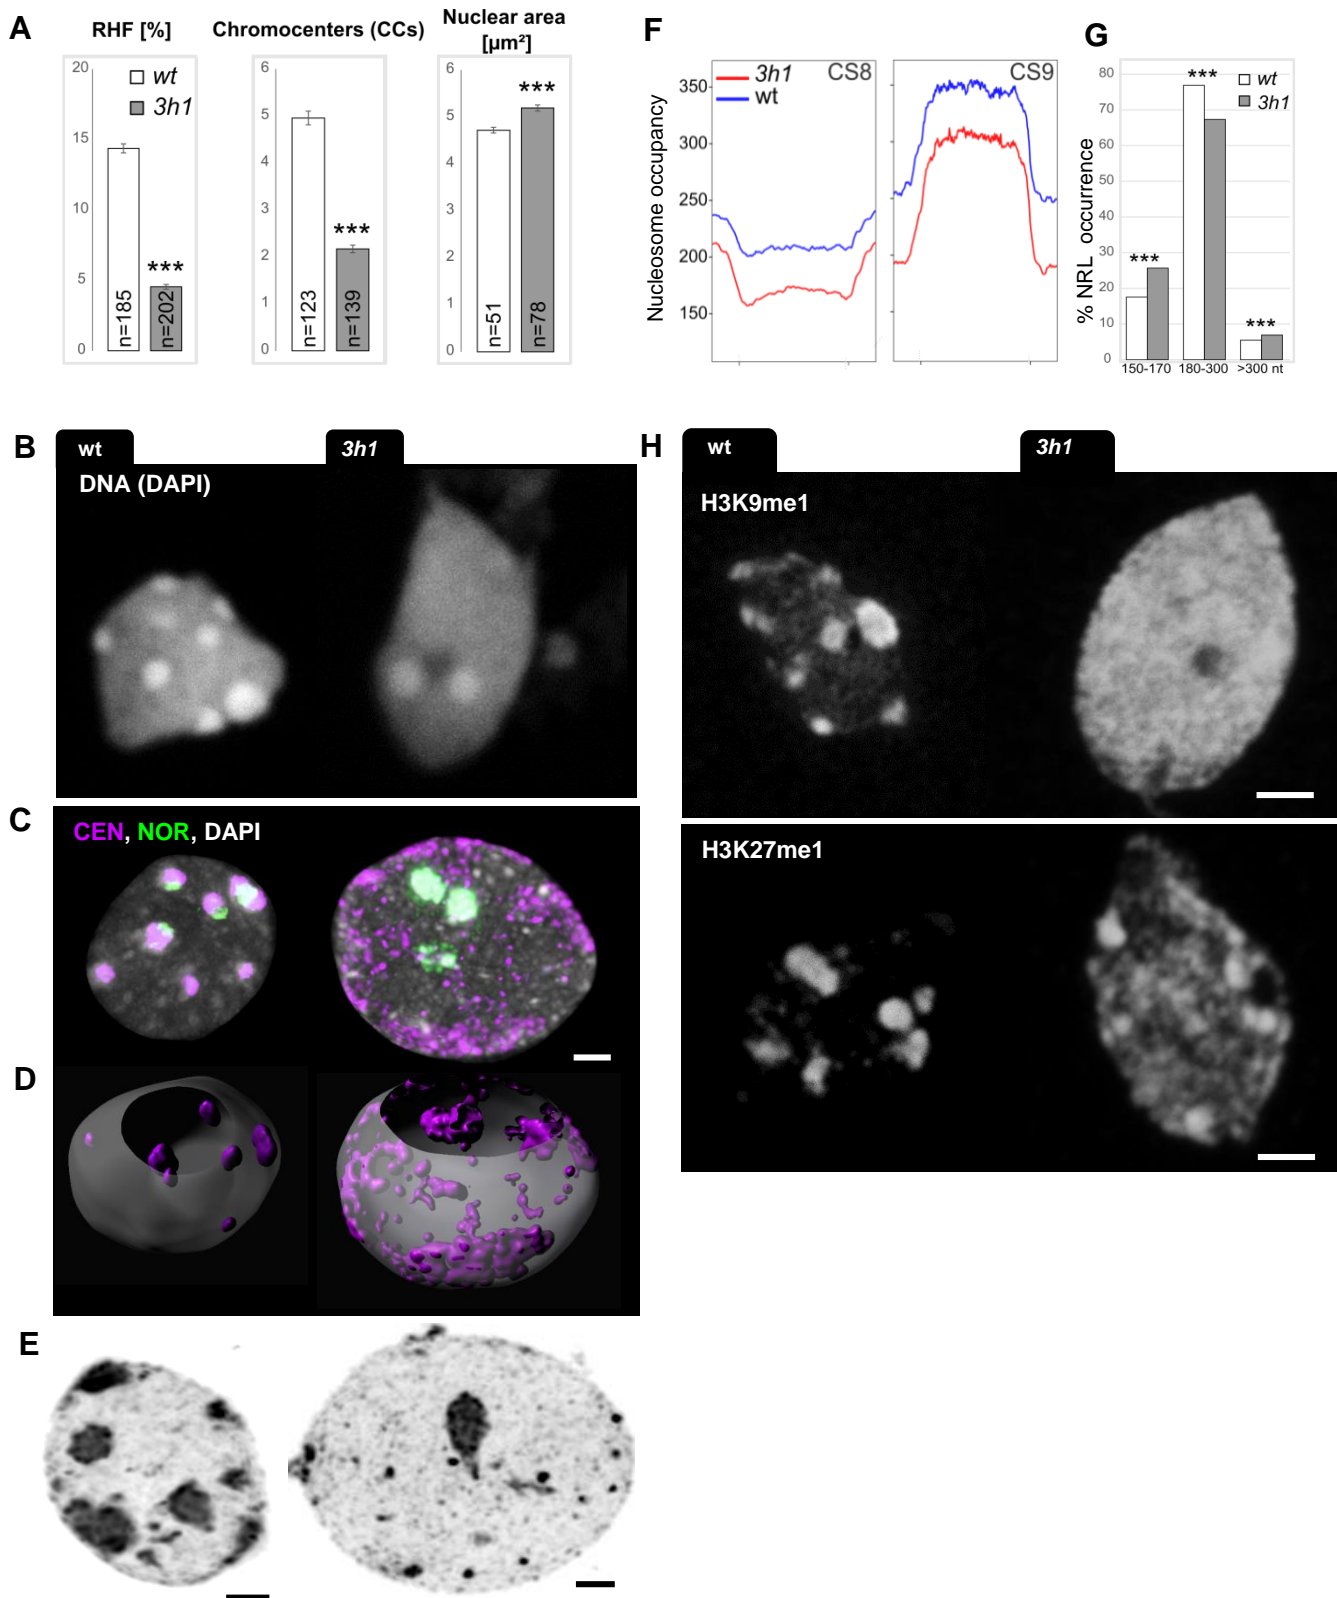 A
RHF [%]
20
15
10
5
0
wt
3h1
***
n=185
n=202
Chromocenters (CCs)
6
5
4
3
2
1
0
***
n=123
n=139
Nuclear area
[µm²]
6
5
4
3
2
1
0
***
n=51
n=78
F
Nucleosome occupancy
350
300
250
200
150
3h1
wt
CS8
CS9
G
% NRL occurrence
80
70
60
50
40
30
20
10
0
***
***
***
wt
3h1
150-170
180-300
>300 nt
B
wt
3h1
DNA (DAPI)
C
CEN, NOR, DAPI
D
E
H
wt
3h1
H3K9me1
H3K27me1